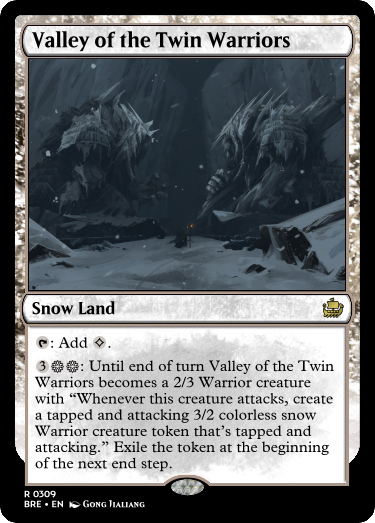 Valley of the Twin Warriors
Snow Land
: Add .
3: Until end of turn Valley of the Twin
Warriors becomes a 2/3 Warrior creature
with “Whenever this creature attacks, create
a tapped and attacking 3/2 colorless snow
Warrior creature token that’s tapped and
attacking.” Exile the token at the beginning
of the next end step.
R 0309
BRE • EN Gong Jialiang